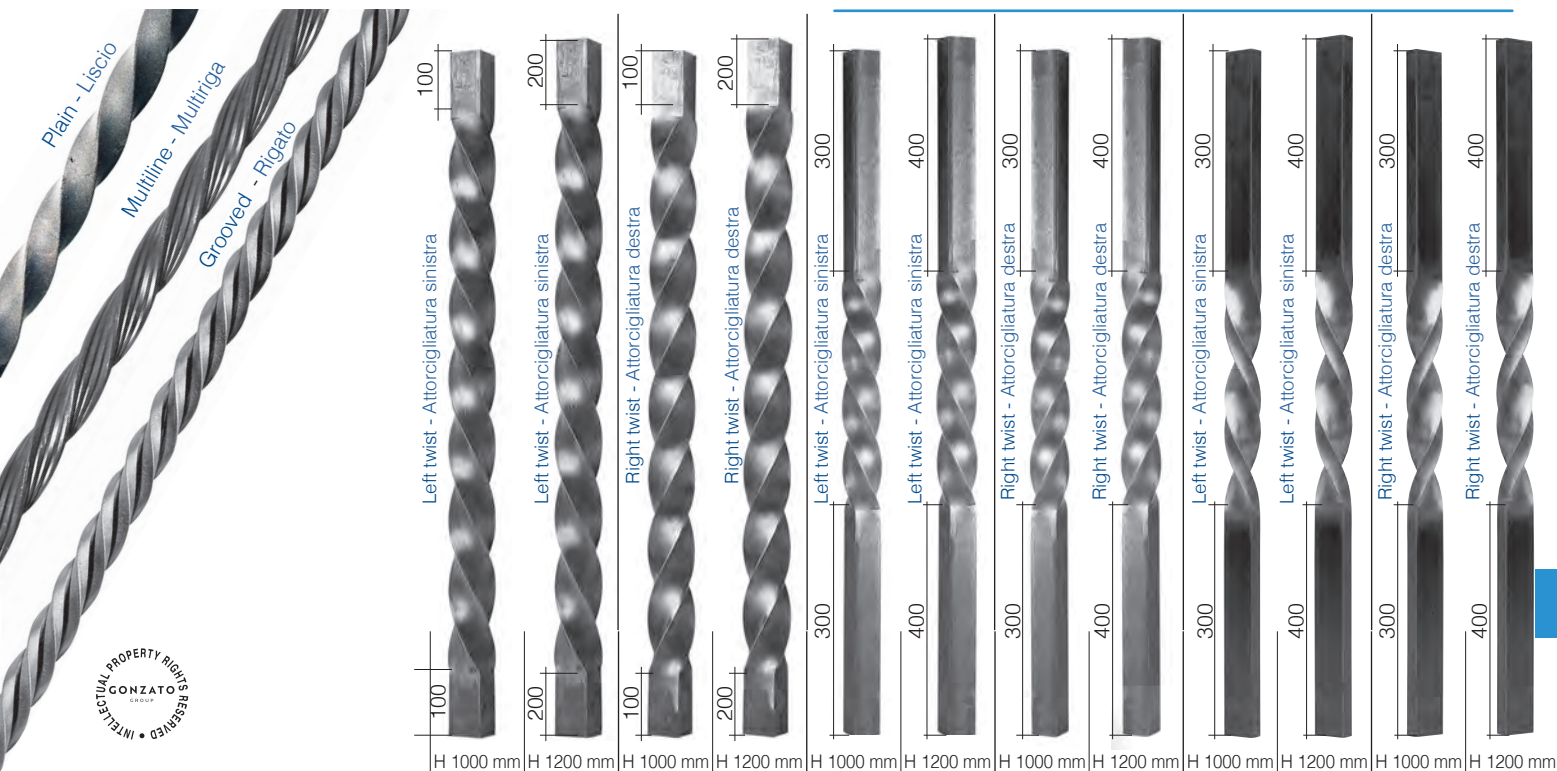 Plain - Liscio
Multiline - Multiriga
Grooved - Rigato
INTELLECTUAL PROPERTY RIGHTS RESERVED •
GONZATO
GROUP
100
Left twist - Attorcigliatura sinistra
100
H 1000 mm
200
Left twist - Attorcigliatura sinistra
200
H 1200 mm
100
Right twist - Attorcigliatura destra
100
H 1000 mm
200
Right twist - Attorcigliatura destra
200
H 1200 mm
300
Left twist - Attorcigliatura sinistra
300
H 1000 mm
400
Left twist - Attorcigliatura sinistra
400
H 1200 mm
300
Right twist - Attorcigliatura destra
300
H 1000 mm
400
Right twist - Attorcigliatura destra
400
H 1200 mm
300
Left twist - Attorcigliatura sinistra
300
H 1000 mm
400
Left twist - Attorcigliatura sinistra
400
H 1200 mm
300
Right twist - Attorcigliatura destra
300
H 1000 mm
400
Right twist - Attorcigliatura destra
400
H 1200 mm